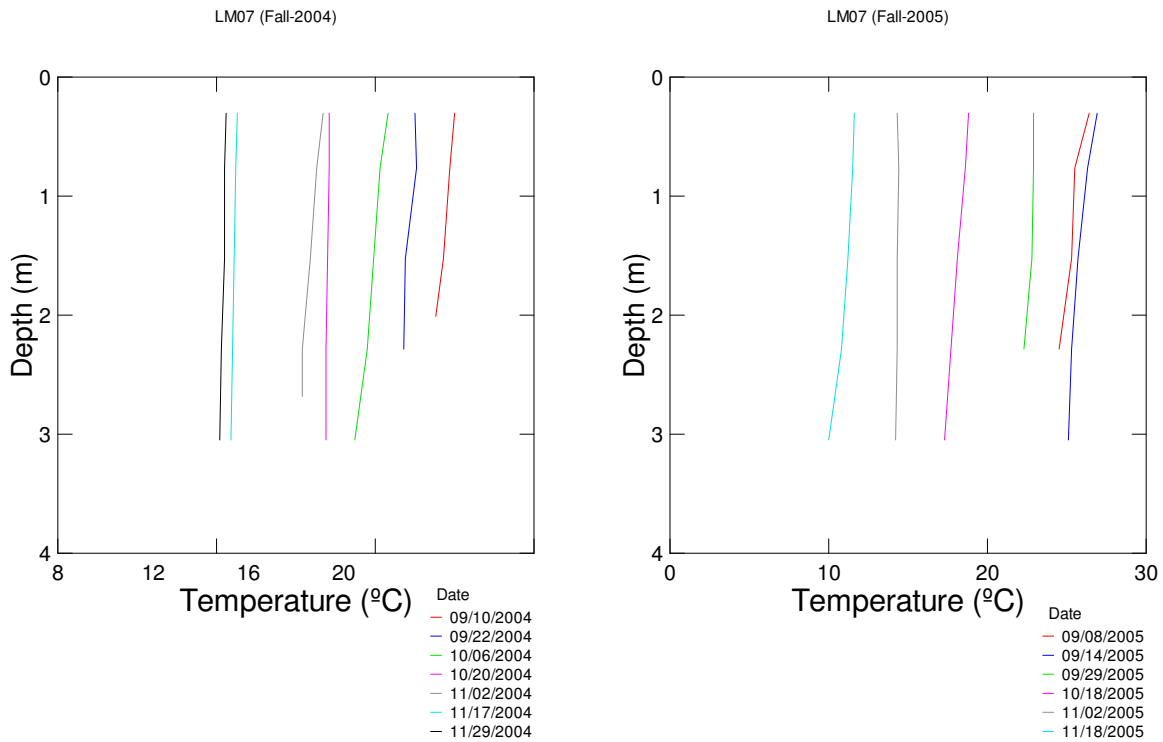 LM07 (Fall-2004)
0
1
2
3
4
Depth (m)
8 12 16 20
Temperature (ºC)
Date
09/10/2004
09/22/2004
10/06/2004
10/20/2004
11/02/2004
11/17/2004
11/29/2004
LM07 (Fall-2005)
0
1
2
3
4
Depth (m)
0 10 20 30
Temperature (ºC)
Date
09/08/2005
09/14/2005
09/29/2005
10/18/2005
11/02/2005
11/18/2005